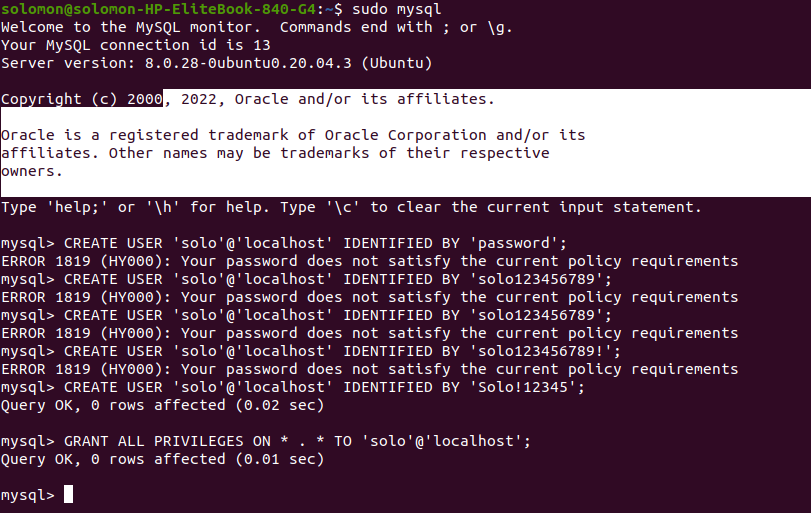 solomon@solomon-HP-EliteBook-840-G4:~$ sudo mysql
Welcome to the MySQL monitor.  Commands end with ; or \g.
Your MySQL connection id is 13
Server version: 8.0.28-0ubuntu0.20.04.3 (Ubuntu)
Copyright (c) 2000, 2022, Oracle and/or its affiliates.
Oracle is a registered trademark of Oracle Corporation and/or its
affiliates. Other names may be trademarks of their respective
owners.
Type 'help;' or '\h' for help. Type '\c' to clear the current input statement.
mysql> CREATE USER 'solo'@'localhost' IDENTIFIED BY 'password';
ERROR 1819 (HY000): Your password does not satisfy the current policy requirements
mysql> CREATE USER 'solo'@'localhost' IDENTIFIED BY 'solo123456789';
ERROR 1819 (HY000): Your password does not satisfy the current policy requirements
mysql> CREATE USER 'solo'@'localhost' IDENTIFIED BY 'solo123456789';
ERROR 1819 (HY000): Your password does not satisfy the current policy requirements
mysql> CREATE USER 'solo'@'localhost' IDENTIFIED BY 'solo123456789!';
ERROR 1819 (HY000): Your password does not satisfy the current policy requirements
mysql> CREATE USER 'solo'@'localhost' IDENTIFIED BY 'Solo!12345';
Query OK, 0 rows affected (0.02 sec)
mysql> GRANT ALL PRIVILEGES ON * . * TO 'solo'@'localhost';
Query OK, 0 rows affected (0.01 sec)
mysql>